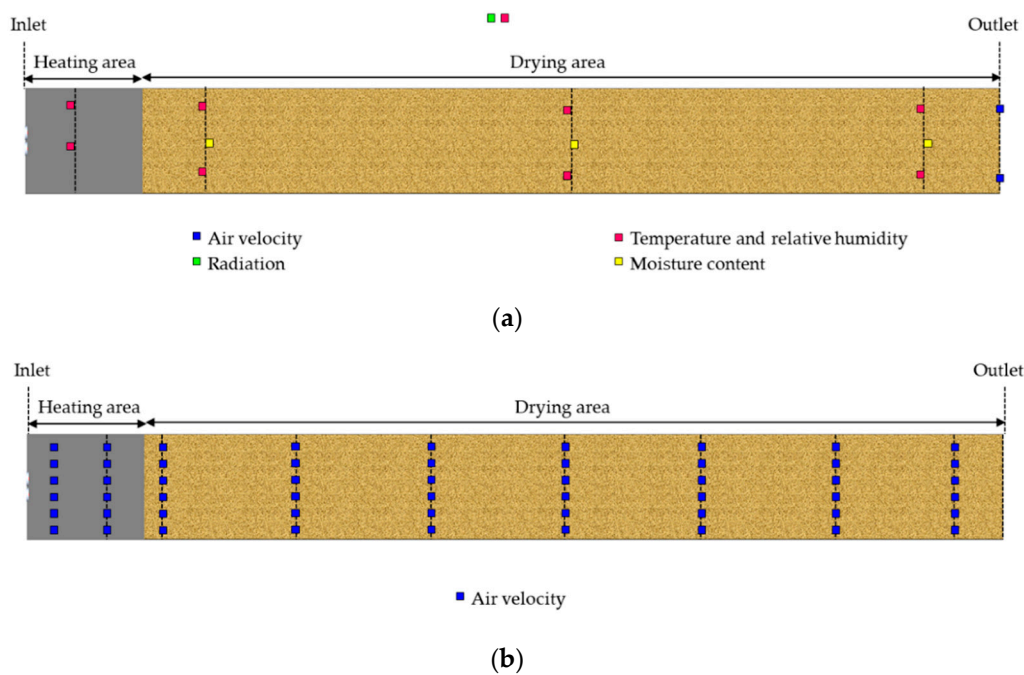 Inlet
Outlet
Heating area
Drying area
Air velocity
Temperature and relative humidity
Radiation
Moisture content
(a)
Inlet
Outlet
Heating area
Drying area
Air velocity
(b)